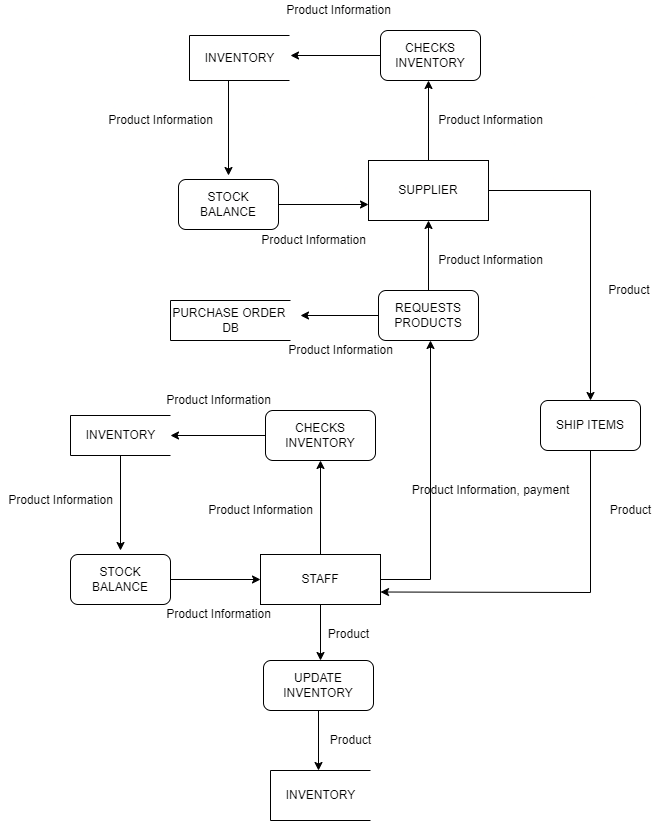 Product Information
INVENTORY
CHECKS
INVENTORY
Product Information
Product Information
STOCK
BALANCE
SUPPLIER
Product Information
Product Information
Product
PURCHASE ORDER
DB
REQUESTS
PRODUCTS
Product Information
Product Information
INVENTORY
CHECKS
INVENTORY
SHIP ITEMS
Product Information, payment
Product Information
Product Information
Product
STOCK
BALANCE
STAFF
Product Information
Product
UPDATE
INVENTORY
Product
INVENTORY